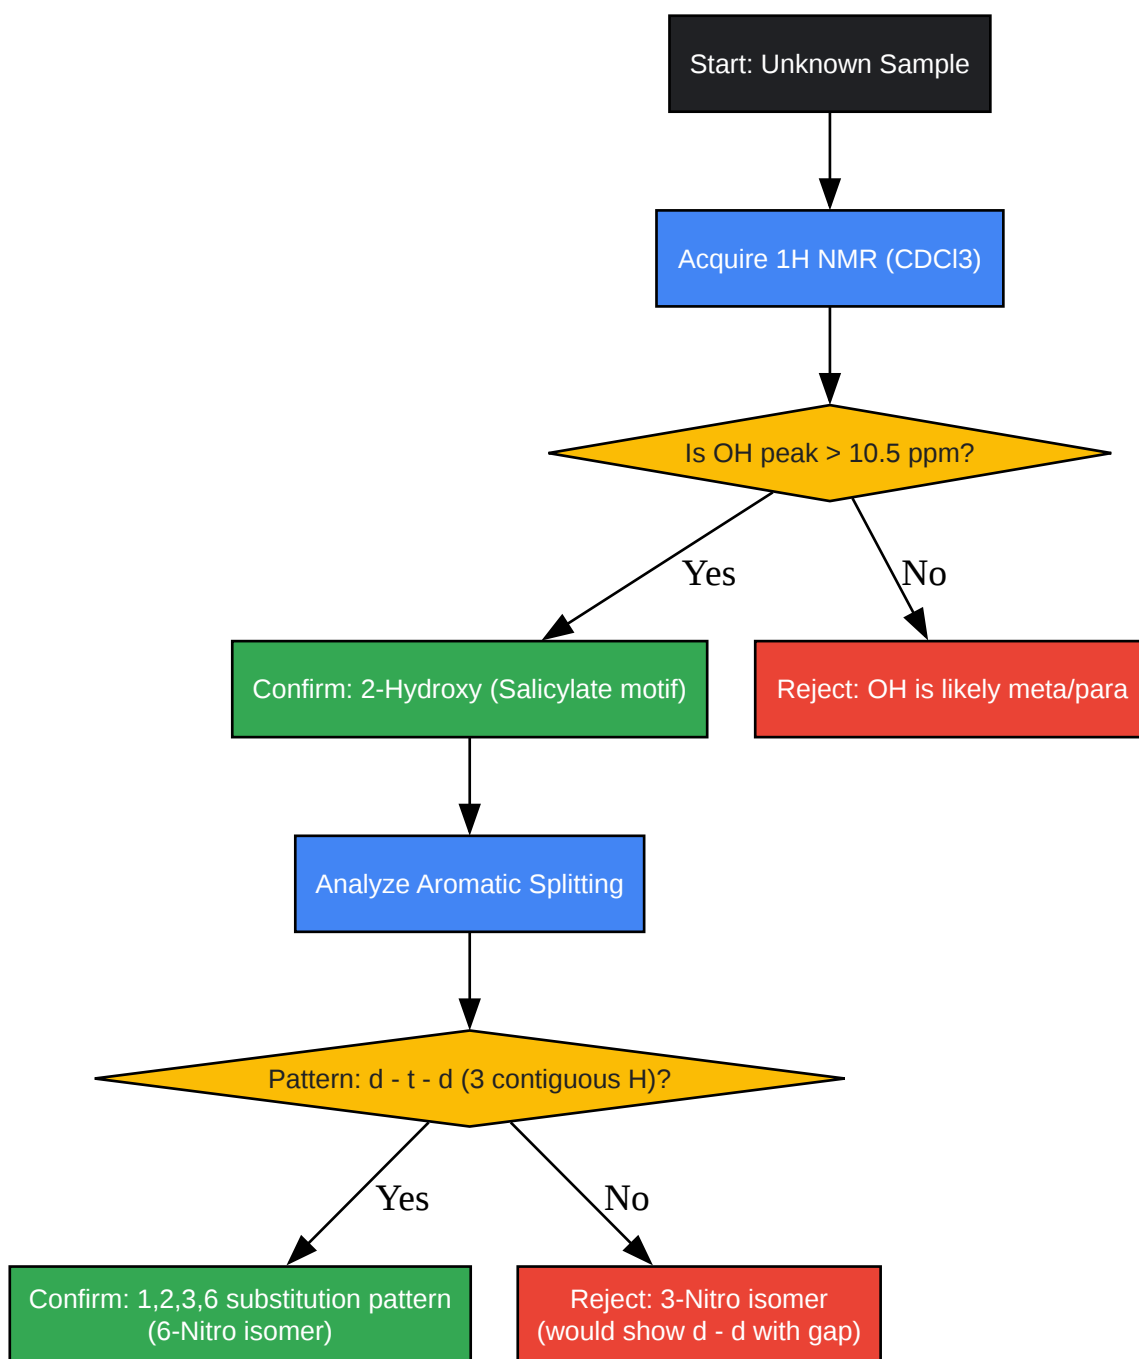 Start: Unknown Sample
Acquire 1H NMR (CDCl3)
Is OH peak > 10.5 ppm?
Yes
No
Confirm: 2-Hydroxy (Salicylate motif)
Reject: OH is likely meta/para
Analyze Aromatic Splitting
Pattern: d - t - d (3 contiguous H)?
Yes
No
Confirm: 1,2,3,6 substitution pattern
(6-Nitro isomer)
Reject: 3-Nitro isomer
(would show d - d with gap)